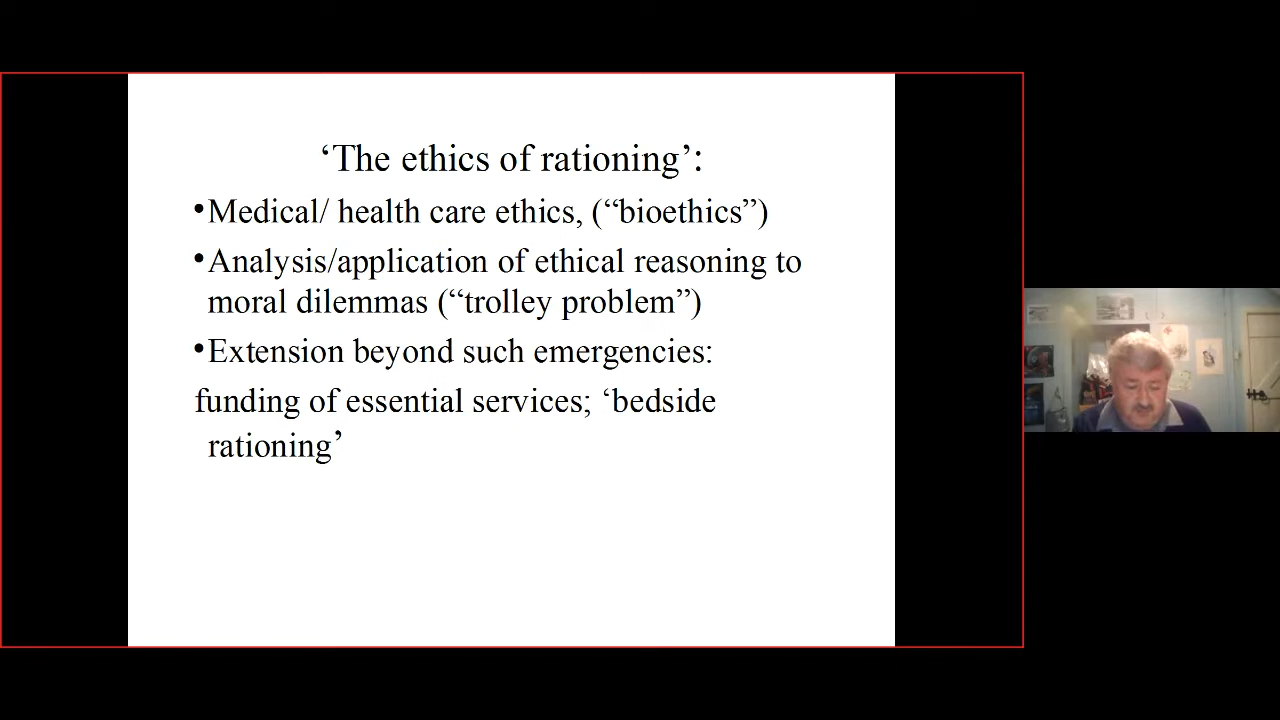 ‘The ethics of rationing’:
•Medical/ health care ethics, (“bioethics”)
•Analysis/application of ethical reasoning to
moral dilemmas (“trolley problem”)
•Extension beyond such emergencies:
funding of essential services; ‘bedside
rationing’